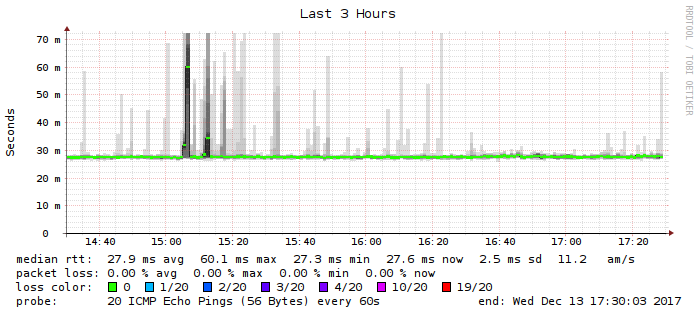 Last 3 Hours
RRDTOOL / TOBI OETIKER
Seconds
70 m
60 m
50 m
40 m
30 m
20 m
10 m
0
14:40 15:00 15:20 15:40 16:00 16:20 16:40 17:00 17:20
median rtt: 27.9 ms avg 60.1 ms max 27.3 ms min 27.6 ms now 2.5 ms sd 11.2 am/s
packet loss: 0.00 % avg 0.00 % max 0.00 % min 0.00 % now
loss color: 0 1/20 2/20 3/20 4/20 10/20 19/20
probe: 20 ICMP Echo Pings (56 Bytes) every 60s end: Wed Dec 13 17:30:03 2017